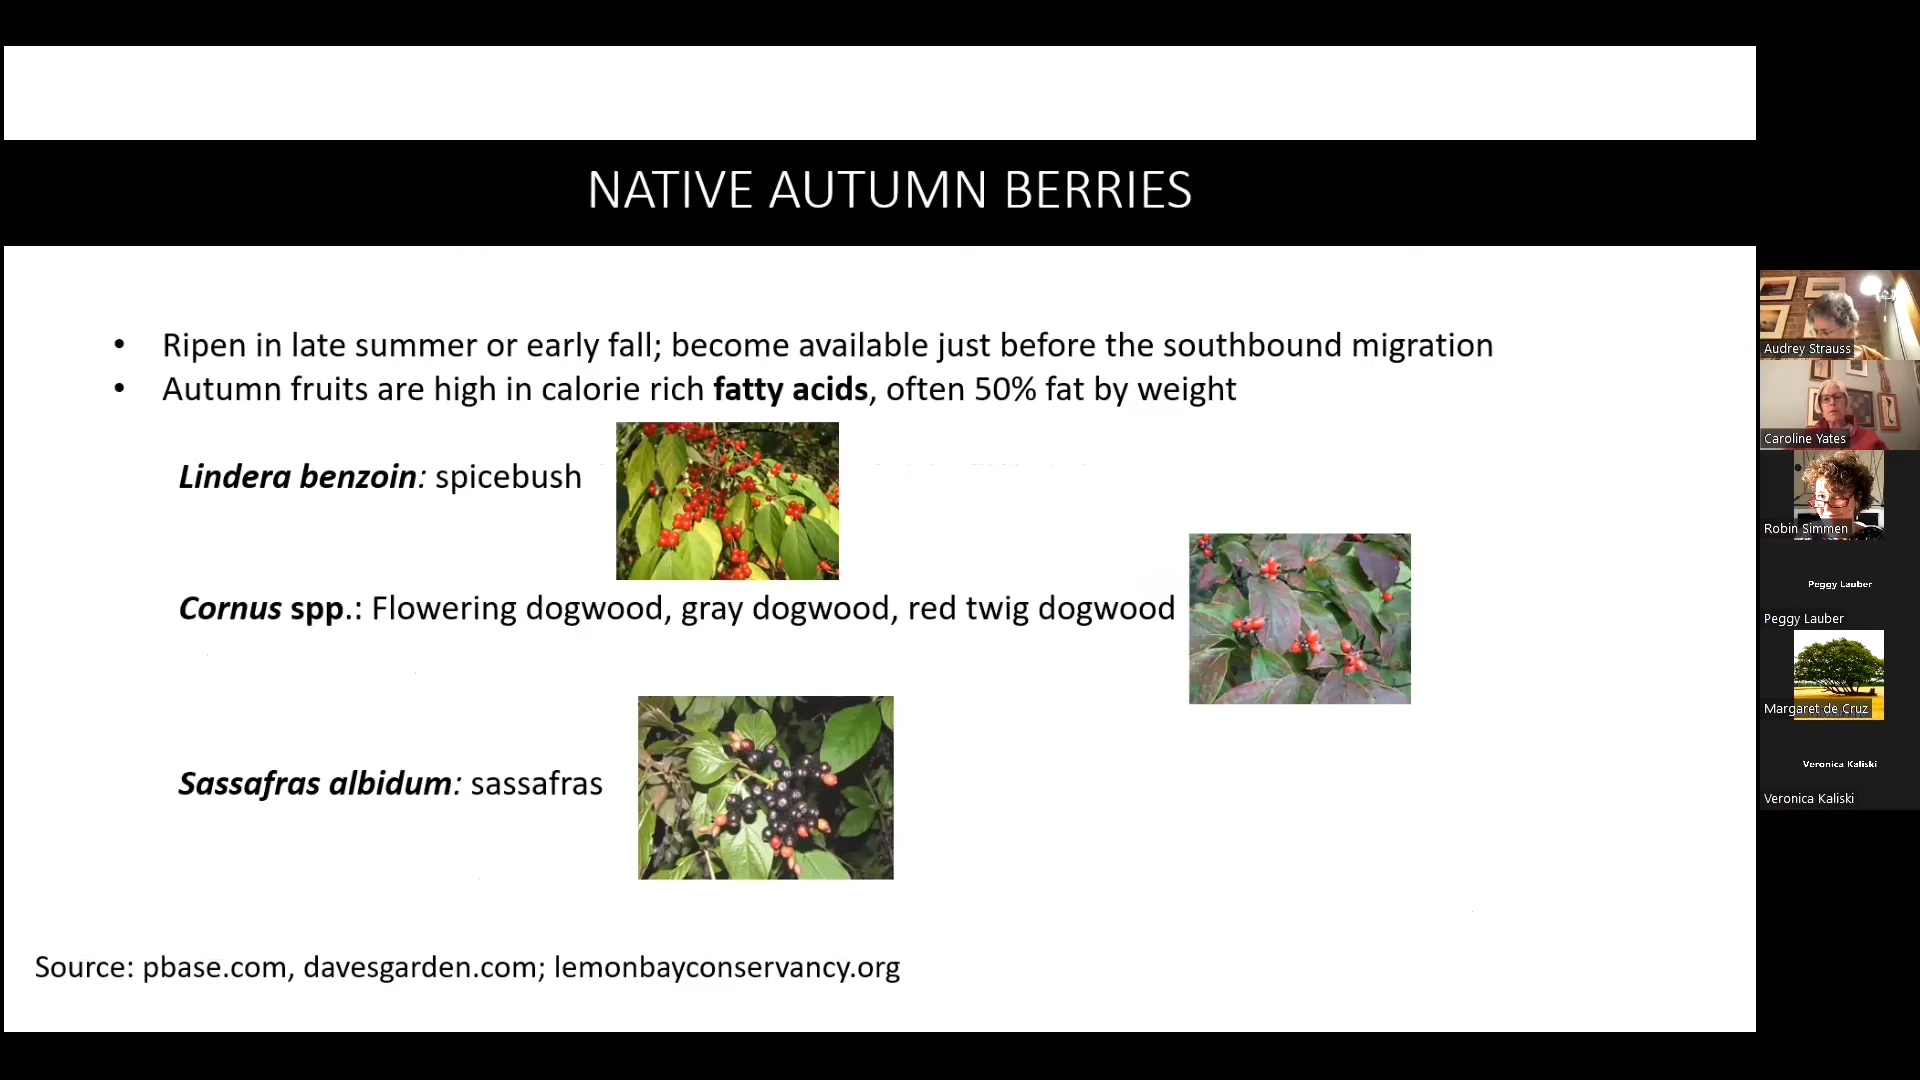 NATIVE AUTUMN BERRIES
• Ripen in late summer or early fall; become available just before the southbound migration
• Autumn fruits are high in calorie rich fatty acids, often 50% fat by weight
Lindera benzoin: spicebush
Cornus spp.: Flowering dogwood, gray dogwood, red twig dogwood
Sassafras albidum: sassafras
Source: pbase.com, davesgarden.com; lemonbayconservancy.org
Audrey Strauss
Caroline Yates
Robin Simmen
Peggy Lauber
Peggy Lauber
Margaret de Cruz
Veronica Kaliski
Veronica Kaliski